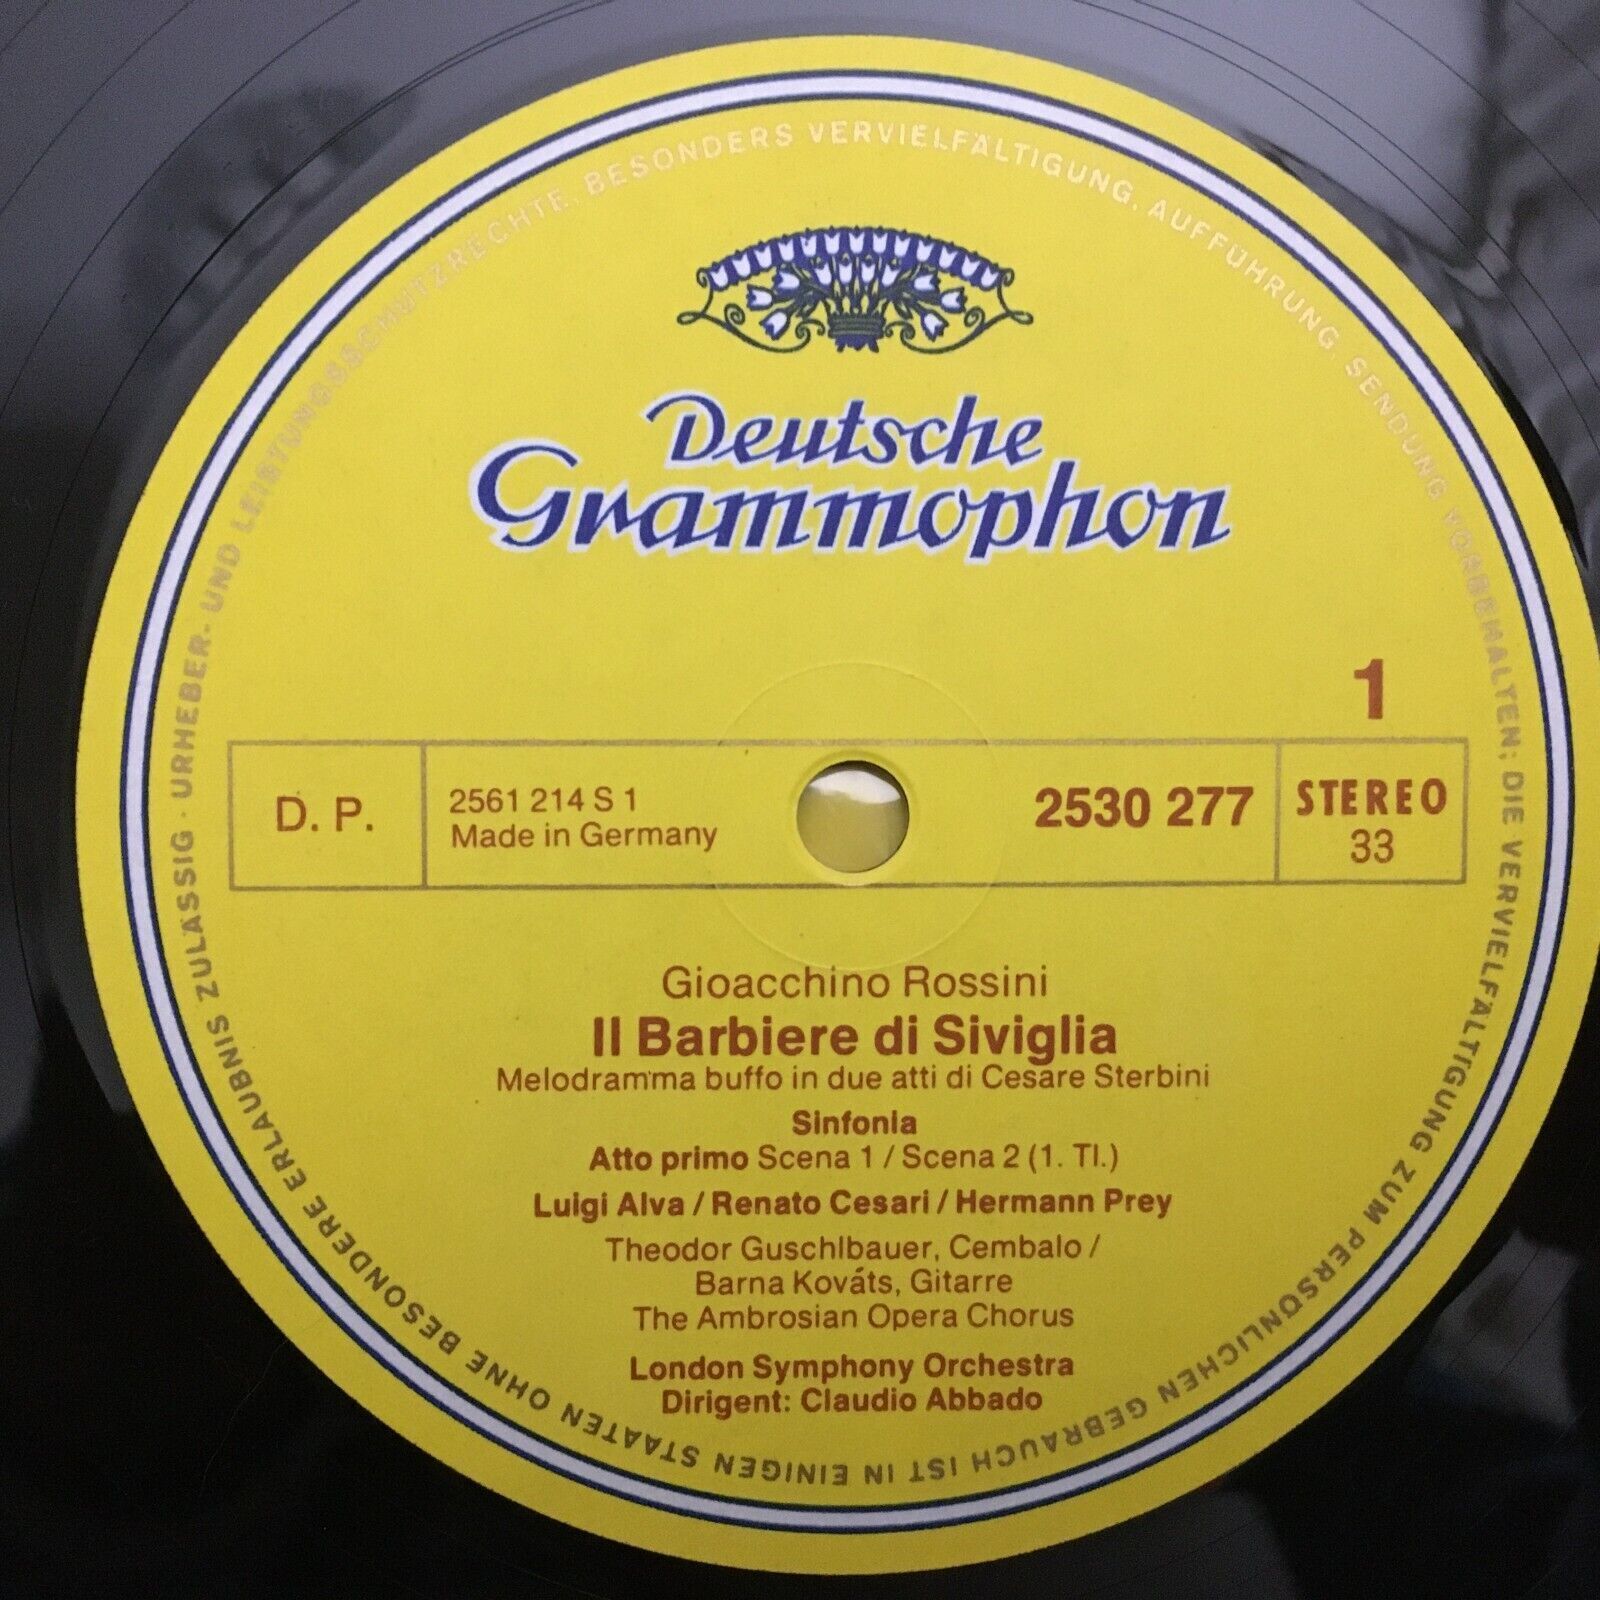 URHEBER- UND LEISTUNGSSCHUTZRECHTE, BESONDERS VERVIELFÄLTIGUNG, AUFFÜHRUNG, SENDUNG VORBEHALTEN; DIE VERVIELFÄLTIGUNG ZUM PERSÖNLICHEN GEBRAUCH IST IN EINIGEN STAATEN OHNE BESONDERE ERLAUBNIS ZULÄSSIG ·
Deutsche
Grammophon
1
D. P.
2561 214 S 1
Made in Germany
2530 277
STEREO
33
Gioacchino Rossini
Il Barbiere di Siviglia
Melodramma buffo in due atti di Cesare Sterbini
Sinfonia
Atto primo Scena 1 / Scena 2 (1. Tl.)
Luigi Alva / Renato Cesari / Hermann Prey
Theodor Guschlbauer, Cembalo /
Barna Kováts, Gitarre
The Ambrosian Opera Chorus
London Symphony Orchestra
Dirigent: Claudio Abbado